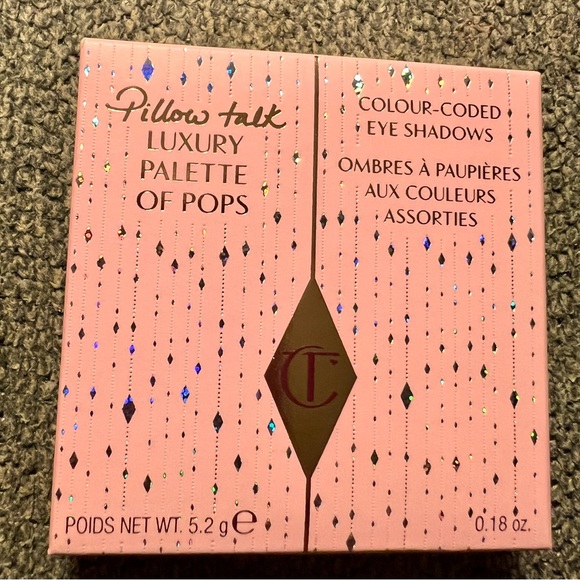 Pillow talk
LUXURY
PALETTE
OF POPS
COLOUR-CODED
EYE SHADOWS
OMBRES À PAUPIÈRES
AUX COULEURS
ASSORTIES
CT
POIDS NET WT. 5.2 g ℮
0.18 oz.